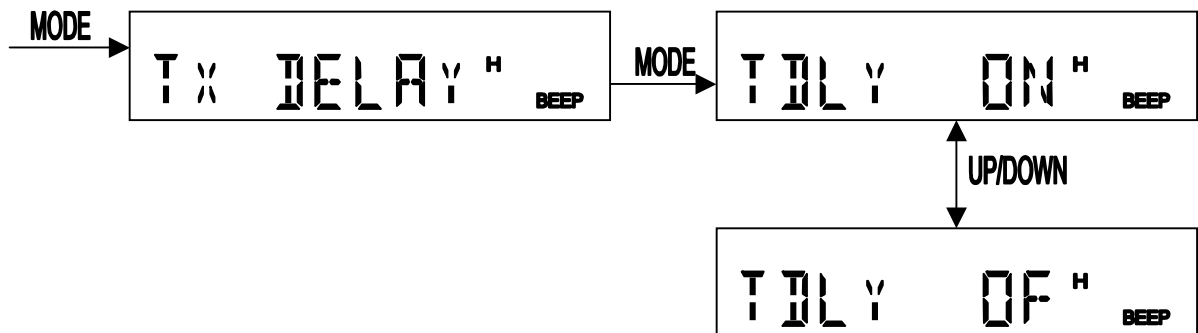 MODE
Tx DELAY H BEEP
MODE
TDLY ON H BEEP
UP/DOWN
TDLY OF H BEEP